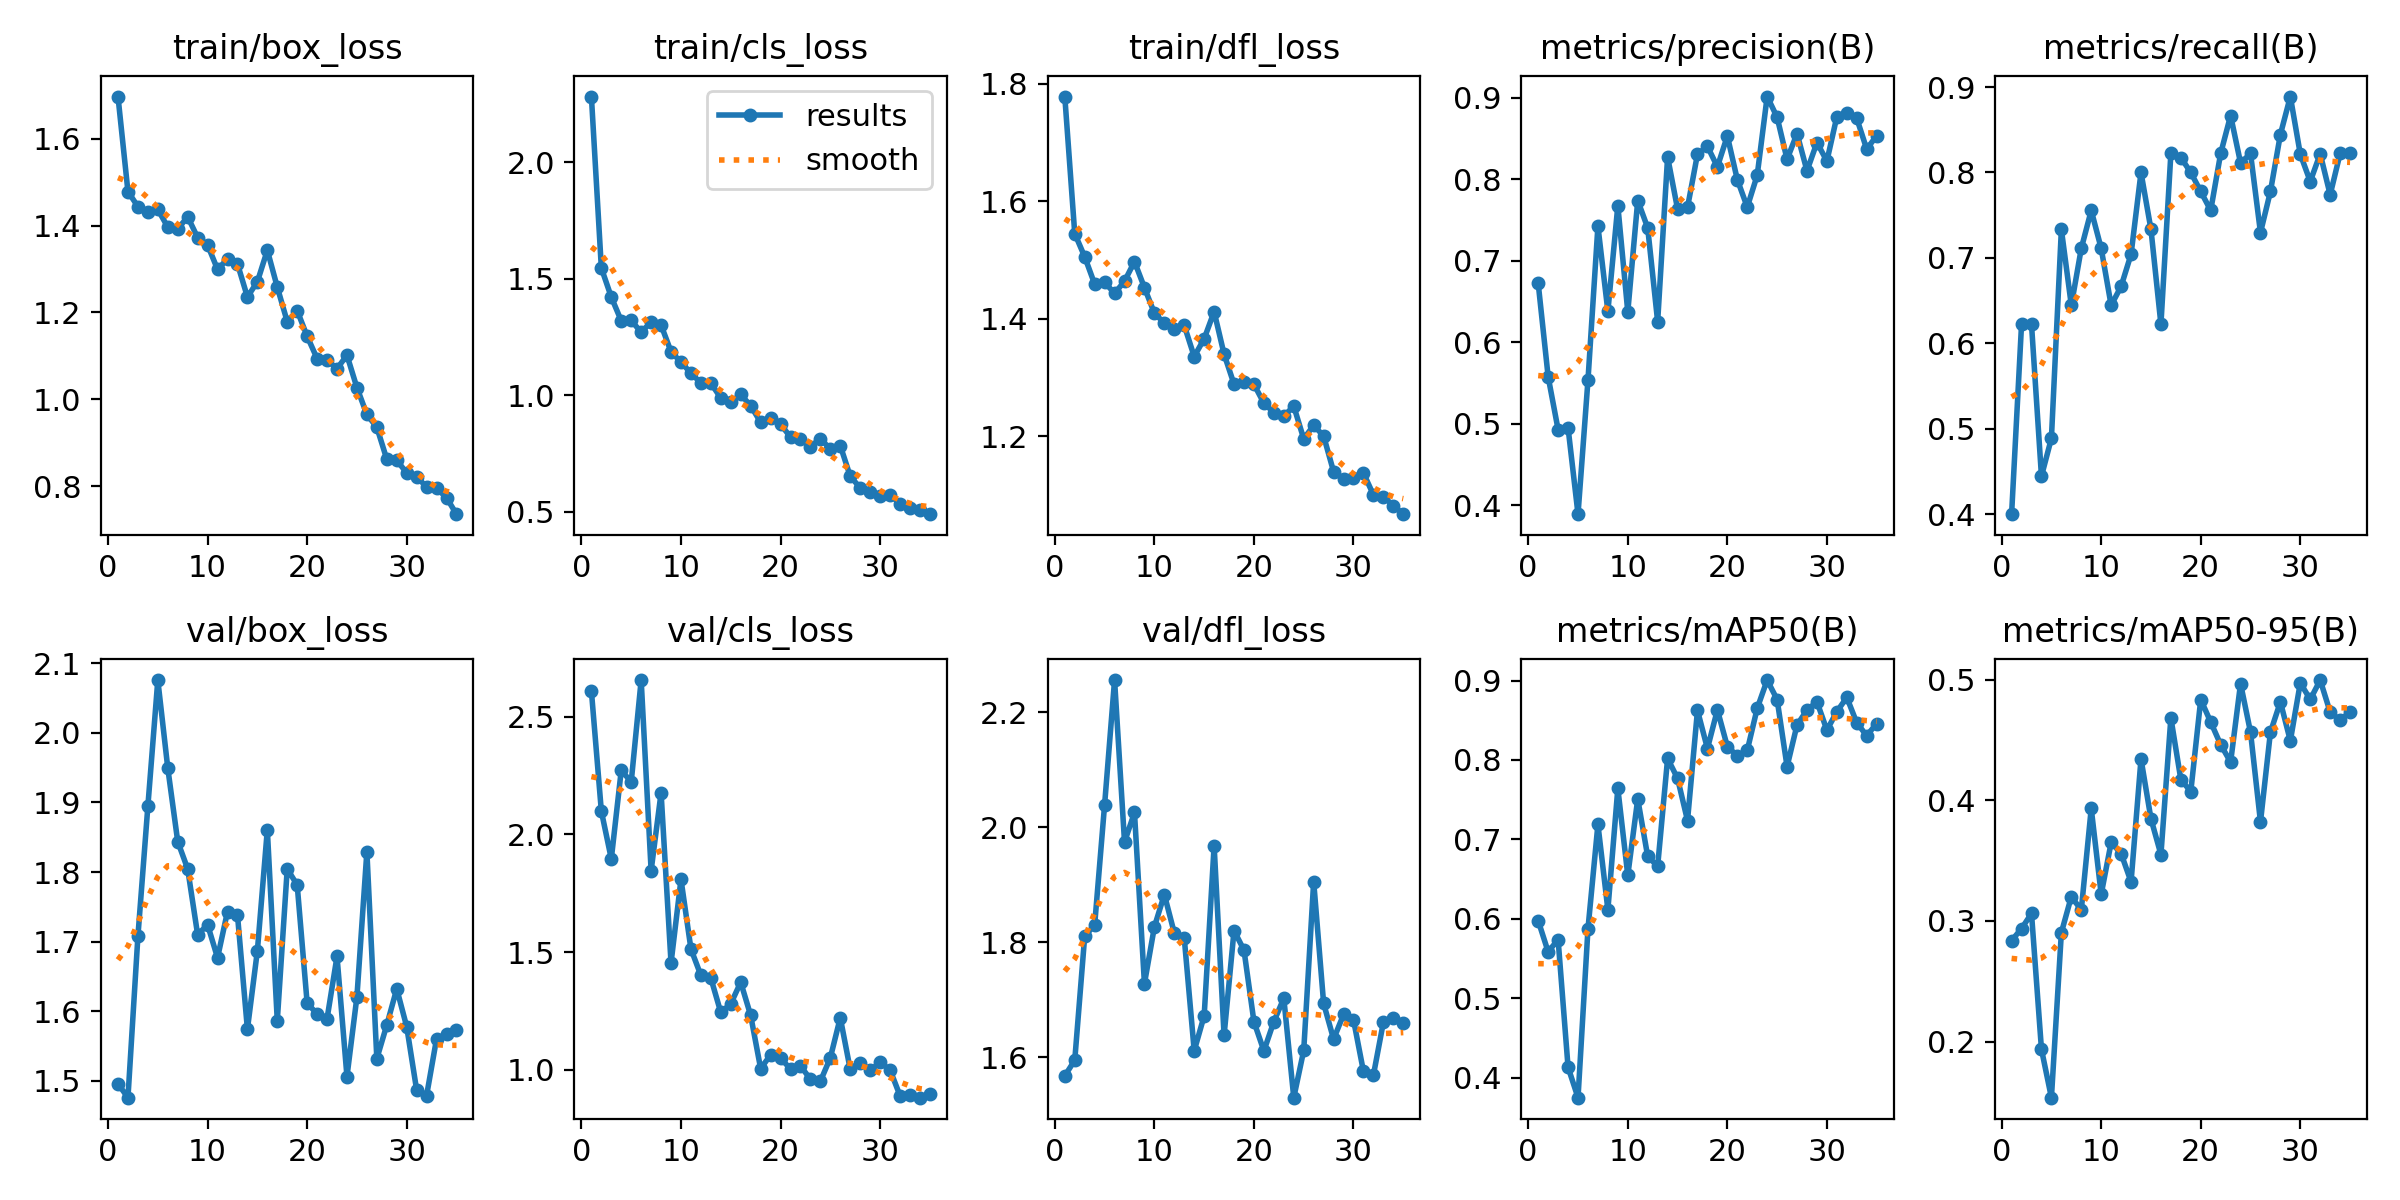 train/box_loss
1.6
1.4
1.2
1.0
0.8
0 10 20 30
train/cls_loss
results
smooth
2.0
1.5
1.0
0.5
0 10 20 30
train/dfl_loss
1.8
1.6
1.4
1.2
0 10 20 30
metrics/precision(B)
0.9
0.8
0.7
0.6
0.5
0.4
0 10 20 30
metrics/recall(B)
0.9
0.8
0.7
0.6
0.5
0.4
0 10 20 30
val/box_loss
2.1
2.0
1.9
1.8
1.7
1.6
1.5
0 10 20 30
val/cls_loss
2.5
2.0
1.5
1.0
0 10 20 30
val/dfl_loss
2.2
2.0
1.8
1.6
0 10 20 30
metrics/mAP50(B)
0.9
0.8
0.7
0.6
0.5
0.4
0 10 20 30
metrics/mAP50-95(B)
0.5
0.4
0.3
0.2
0 10 20 30